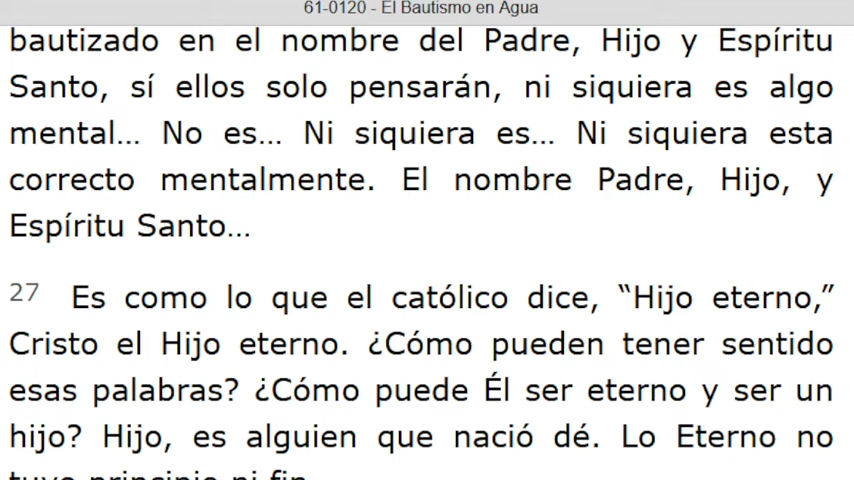 61-0120 - El Bautismo en Agua
bautizado en el nombre del Padre, Hijo y Espíritu
Santo, sí ellos solo pensarán, ni siquiera es algo
mental... No es... Ni siquiera es... Ni siquiera esta
correcto mentalmente. El nombre Padre, Hijo, y
Espíritu Santo...
27 Es como lo que el católico dice, “Hijo eterno,”
Cristo el Hijo eterno. ¿Cómo pueden tener sentido
esas palabras? ¿Cómo puede Él ser eterno y ser un
hijo? Hijo, es alguien que nació dé. Lo Eterno no
tuvo principio ni fin